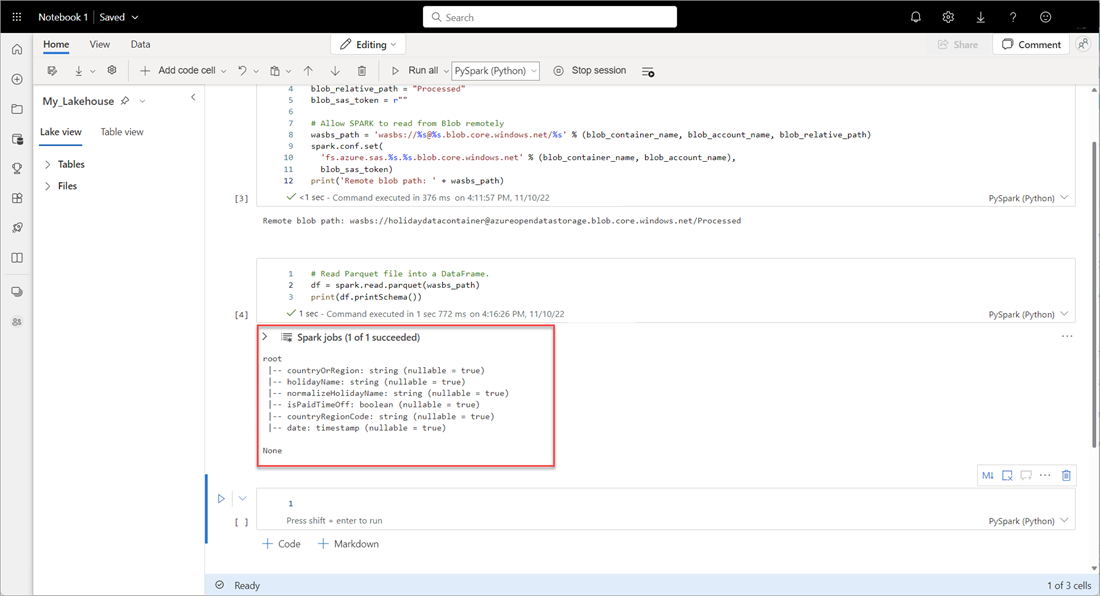 Notebook 1 | Saved
Search
Home View Data
Editing
Share
Comment
Add code cell
Run all
PySpark (Python)
Stop session
My_Lakehouse
Lake view Table view
Tables
Files
4 blob_relative_path = "Processed"
5 blob_sas_token = r""
6
7 # Allow SPARK to read from Blob remotely
8 wasbs_path = 'wasbs://%s@%s.blob.core.windows.net/%s' % (blob_container_name, blob_account_name, blob_relative_path)
9 spark.conf.set(
10 'fs.azure.sas.%s.%s.blob.core.windows.net' % (blob_container_name, blob_account_name),
11 blob_sas_token)
12 print('Remote blob path: ' + wasbs_path)
[3] <1 sec - Command executed in 376 ms on 4:11:57 PM, 11/10/22 PySpark (Python)
Remote blob path: wasbs://holidaydatacontainer@azureopendatastorage.blob.core.windows.net/Processed
1 # Read Parquet file into a DataFrame.
2 df = spark.read.parquet(wasbs_path)
3 print(df.printSchema())
[4] 1 sec - Command executed in 1 sec 772 ms on 4:16:26 PM, 11/10/22 PySpark (Python)
Spark jobs (1 of 1 succeeded)
root
|-- countryOrRegion: string (nullable = true)
|-- holidayName: string (nullable = true)
|-- normalizeHolidayName: string (nullable = true)
|-- isPaidTimeOff: boolean (nullable = true)
|-- countryRegionCode: string (nullable = true)
|-- date: timestamp (nullable = true)
None
M↓
1
[ ] Press shift + enter to run PySpark (Python)
+ Code + Markdown
Ready
1 of 3 cells